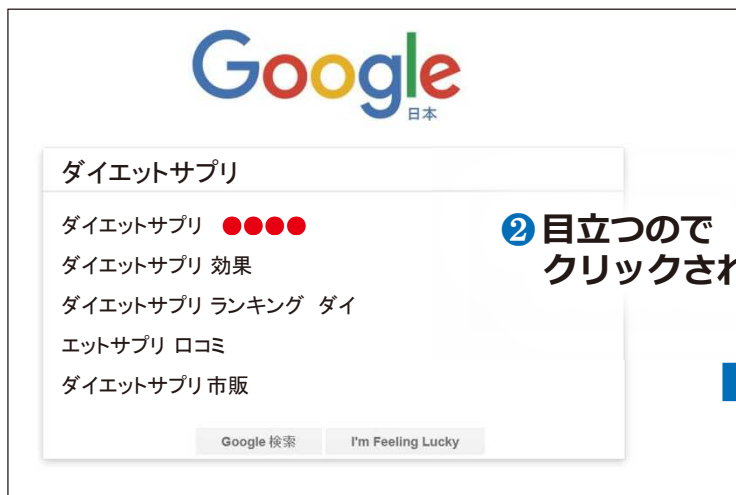 Google
日本
ダイエットサプリ
ダイエットサプリ ●●●●
ダイエットサプリ 効果
ダイエットサプリ ランキング ダイ
エットサプリ 口コミ
ダイエットサプリ 市販
❷目立つので
クリックされ
Google 検索 I'm Feeling Lucky